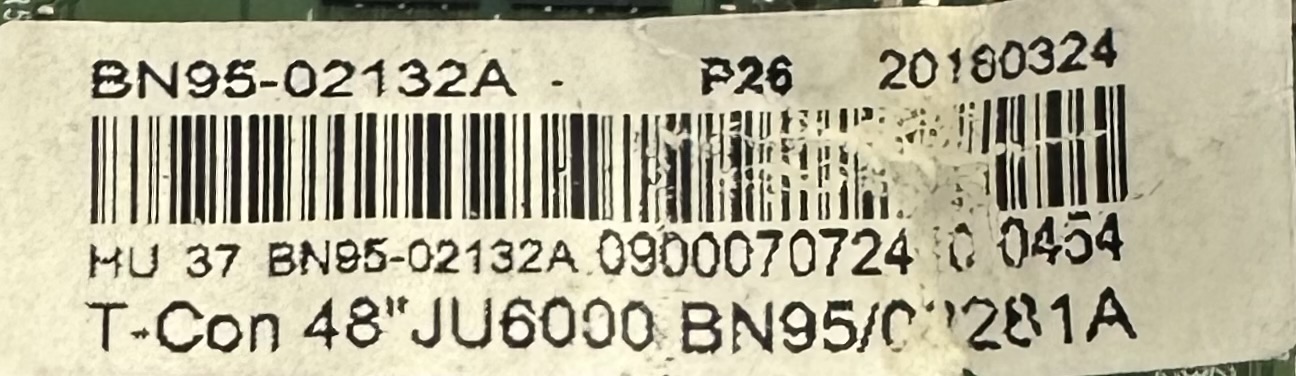 BN95-02132A - P26 20180324
HU 37 BN95-02132A 0900070724 0454
T-Con 48"JU6000